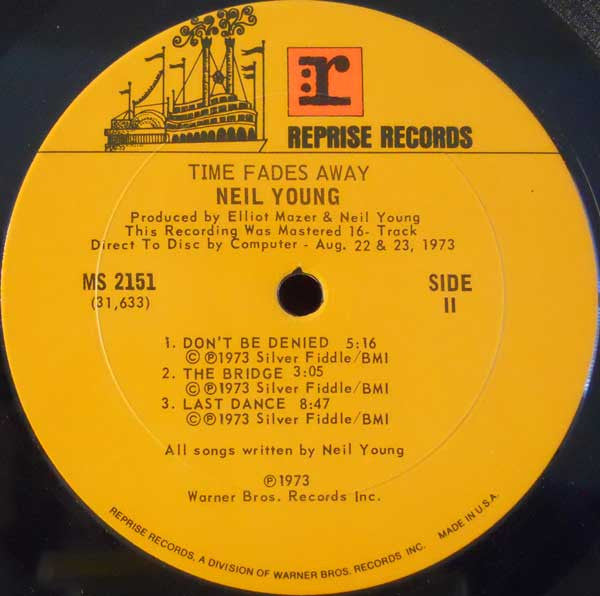 r
REPRISE RECORDS
TIME FADES AWAY
NEIL YOUNG
Produced by Elliot Mazer & Neil Young
This Recording Was Mastered 16- Track
Direct To Disc by Computer - Aug. 22 & 23, 1973
MS 2151
(31,633)
SIDE
II
1. DON'T BE DENIED 5:16
©℗1973 Silver Fiddle/BMI
2. THE BRIDGE 3:05
©℗1973 Silver Fiddle/BMI
3. LAST DANCE 8:47
©℗1973 Silver Fiddle/BMI
All songs written by Neil Young
℗1973
Warner Bros. Records Inc.
REPRISE RECORDS, A DIVISION OF WARNER BROS. RECORDS INC. MADE IN U.S.A.